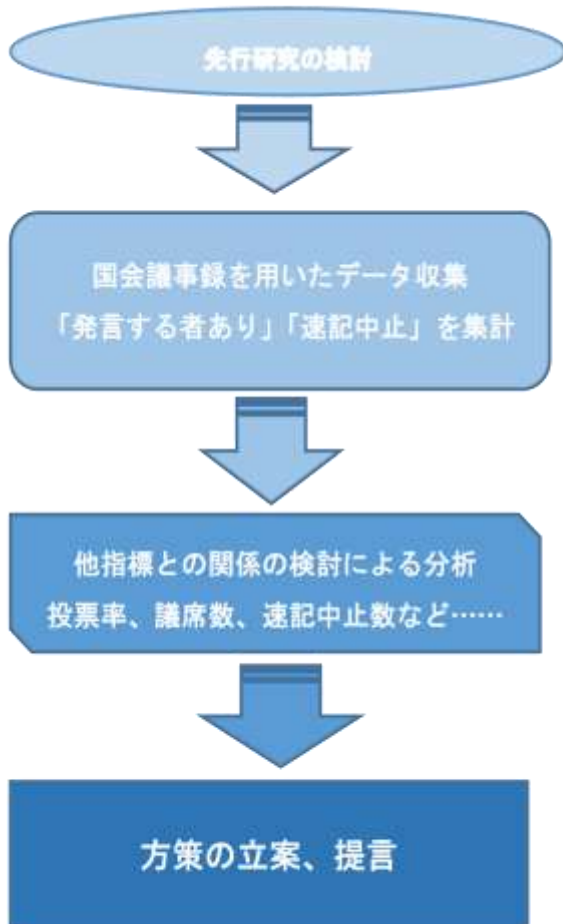 先行研究の検討
国会議事録を用いたデータ収集
「発言する者あり」「速記中止」を集計
他指標との関係の検討による分析
投票率、議席数、速記中止数など……
方策の立案、提言